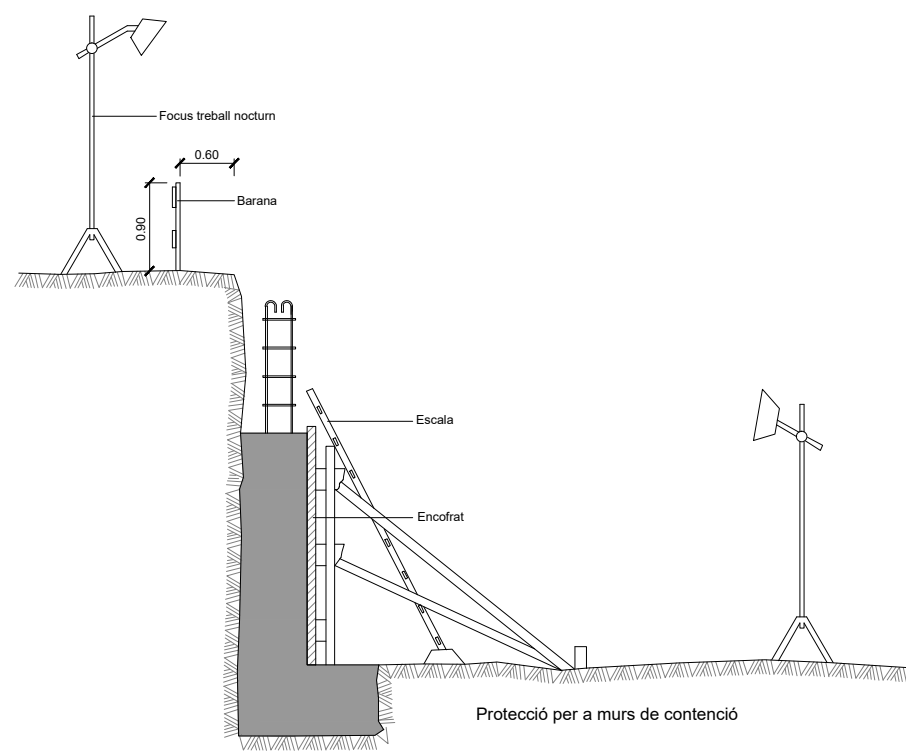 Focus treball nocturn
0.60
Barana
0.90
Escala
Encofrat
Protecció per a murs de contenció